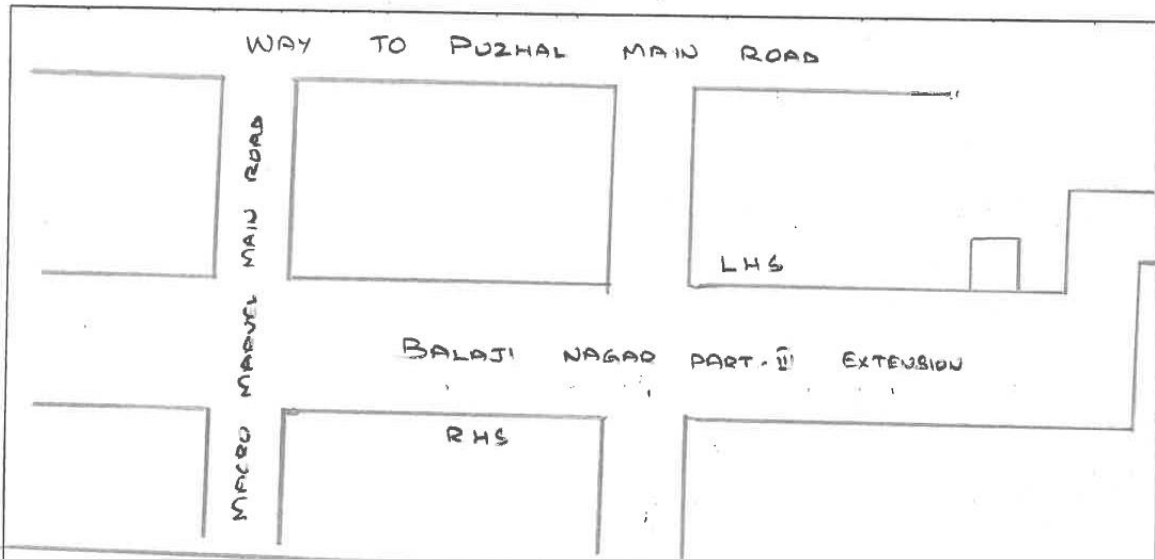 WAY TO PUZHAL MAIN ROAD
MACRO MARVEL MAIN ROAD
LHS
BALAJI NAGAR PART-III EXTENSION
RHS